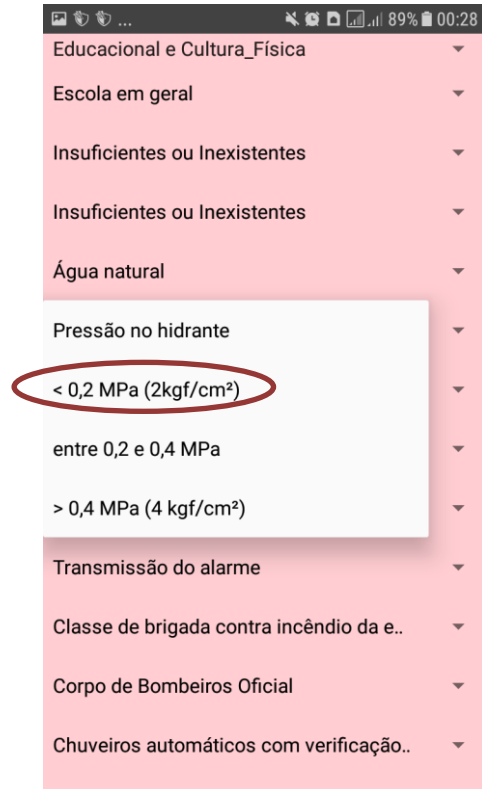 ... 89% 00:28
Educacional e Cultura_Física
Escola em geral
Insuficientes ou Inexistentes
Insuficientes ou Inexistentes
Água natural
Pressão no hidrante
< 0,2 MPa (2kgf/cm²)
entre 0,2 e 0,4 MPa
> 0,4 MPa (4 kgf/cm²)
Transmissão do alarme
Classe de brigada contra incêndio da e..
Corpo de Bombeiros Oficial
Chuveiros automáticos com verificação..